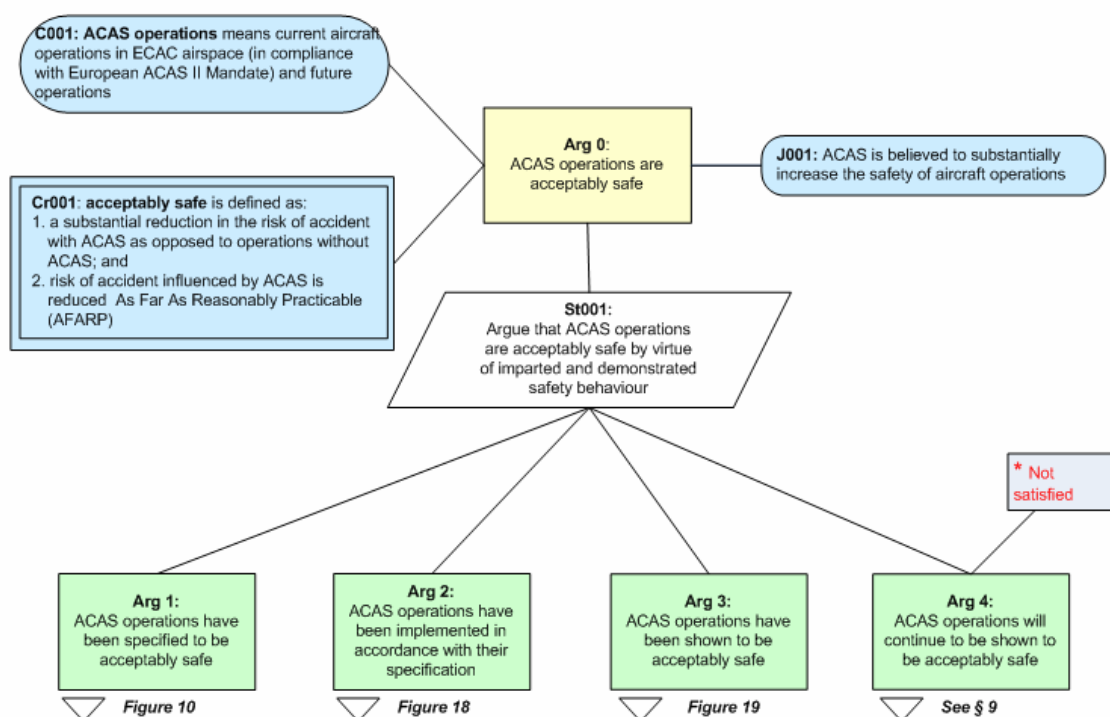 C001: ACAS operations means current aircraft
operations in ECAC airspace (in compliance
with European ACAS II Mandate) and future
operations
Arg 0:
ACAS operations are
acceptably safe
J001: ACAS is believed to substantially
increase the safety of aircraft operations
Cr001: acceptably safe is defined as:
1. a substantial reduction in the risk of accident
with ACAS as opposed to operations without
ACAS; and
2. risk of accident influenced by ACAS is
reduced As Far As Reasonably Practicable
(AFARP)
St001:
Argue that ACAS operations
are acceptably safe by virtue
of imparted and demonstrated
safety behaviour
* Not
satisfied
Arg 1:
ACAS operations have
been specified to be
acceptably safe
Figure 10
Arg 2:
ACAS operations have
been implemented in
accordance with their
specification
Figure 18
Arg 3:
ACAS operations have
been shown to be
acceptably safe
Figure 19
Arg 4:
ACAS operations will
continue to be shown to
be acceptably safe
See § 9